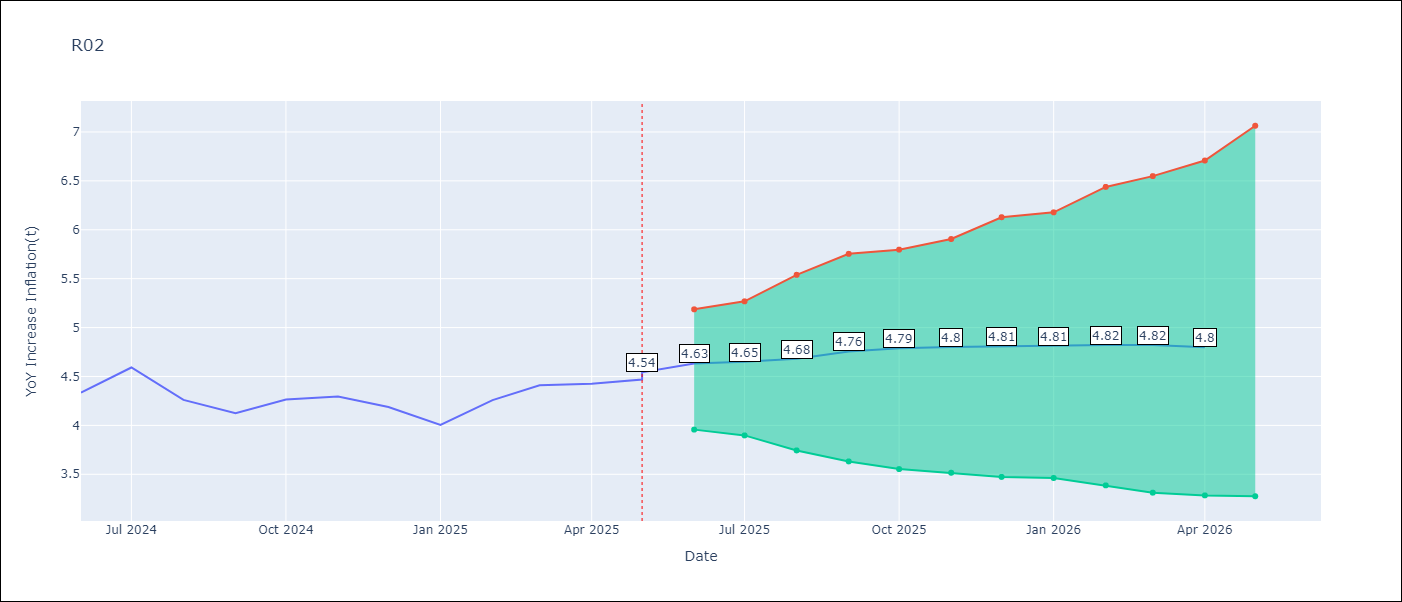 R02
YoY Increase Inflation(t)
7
6.5
6
5.5
5
4.5
4
3.5
4.54
4.63
4.65
4.68
4.76
4.79
4.8
4.81
4.81
4.82
4.82
4.8
Jul 2024
Oct 2024
Jan 2025
Apr 2025
Jul 2025
Oct 2025
Jan 2026
Apr 2026
Date